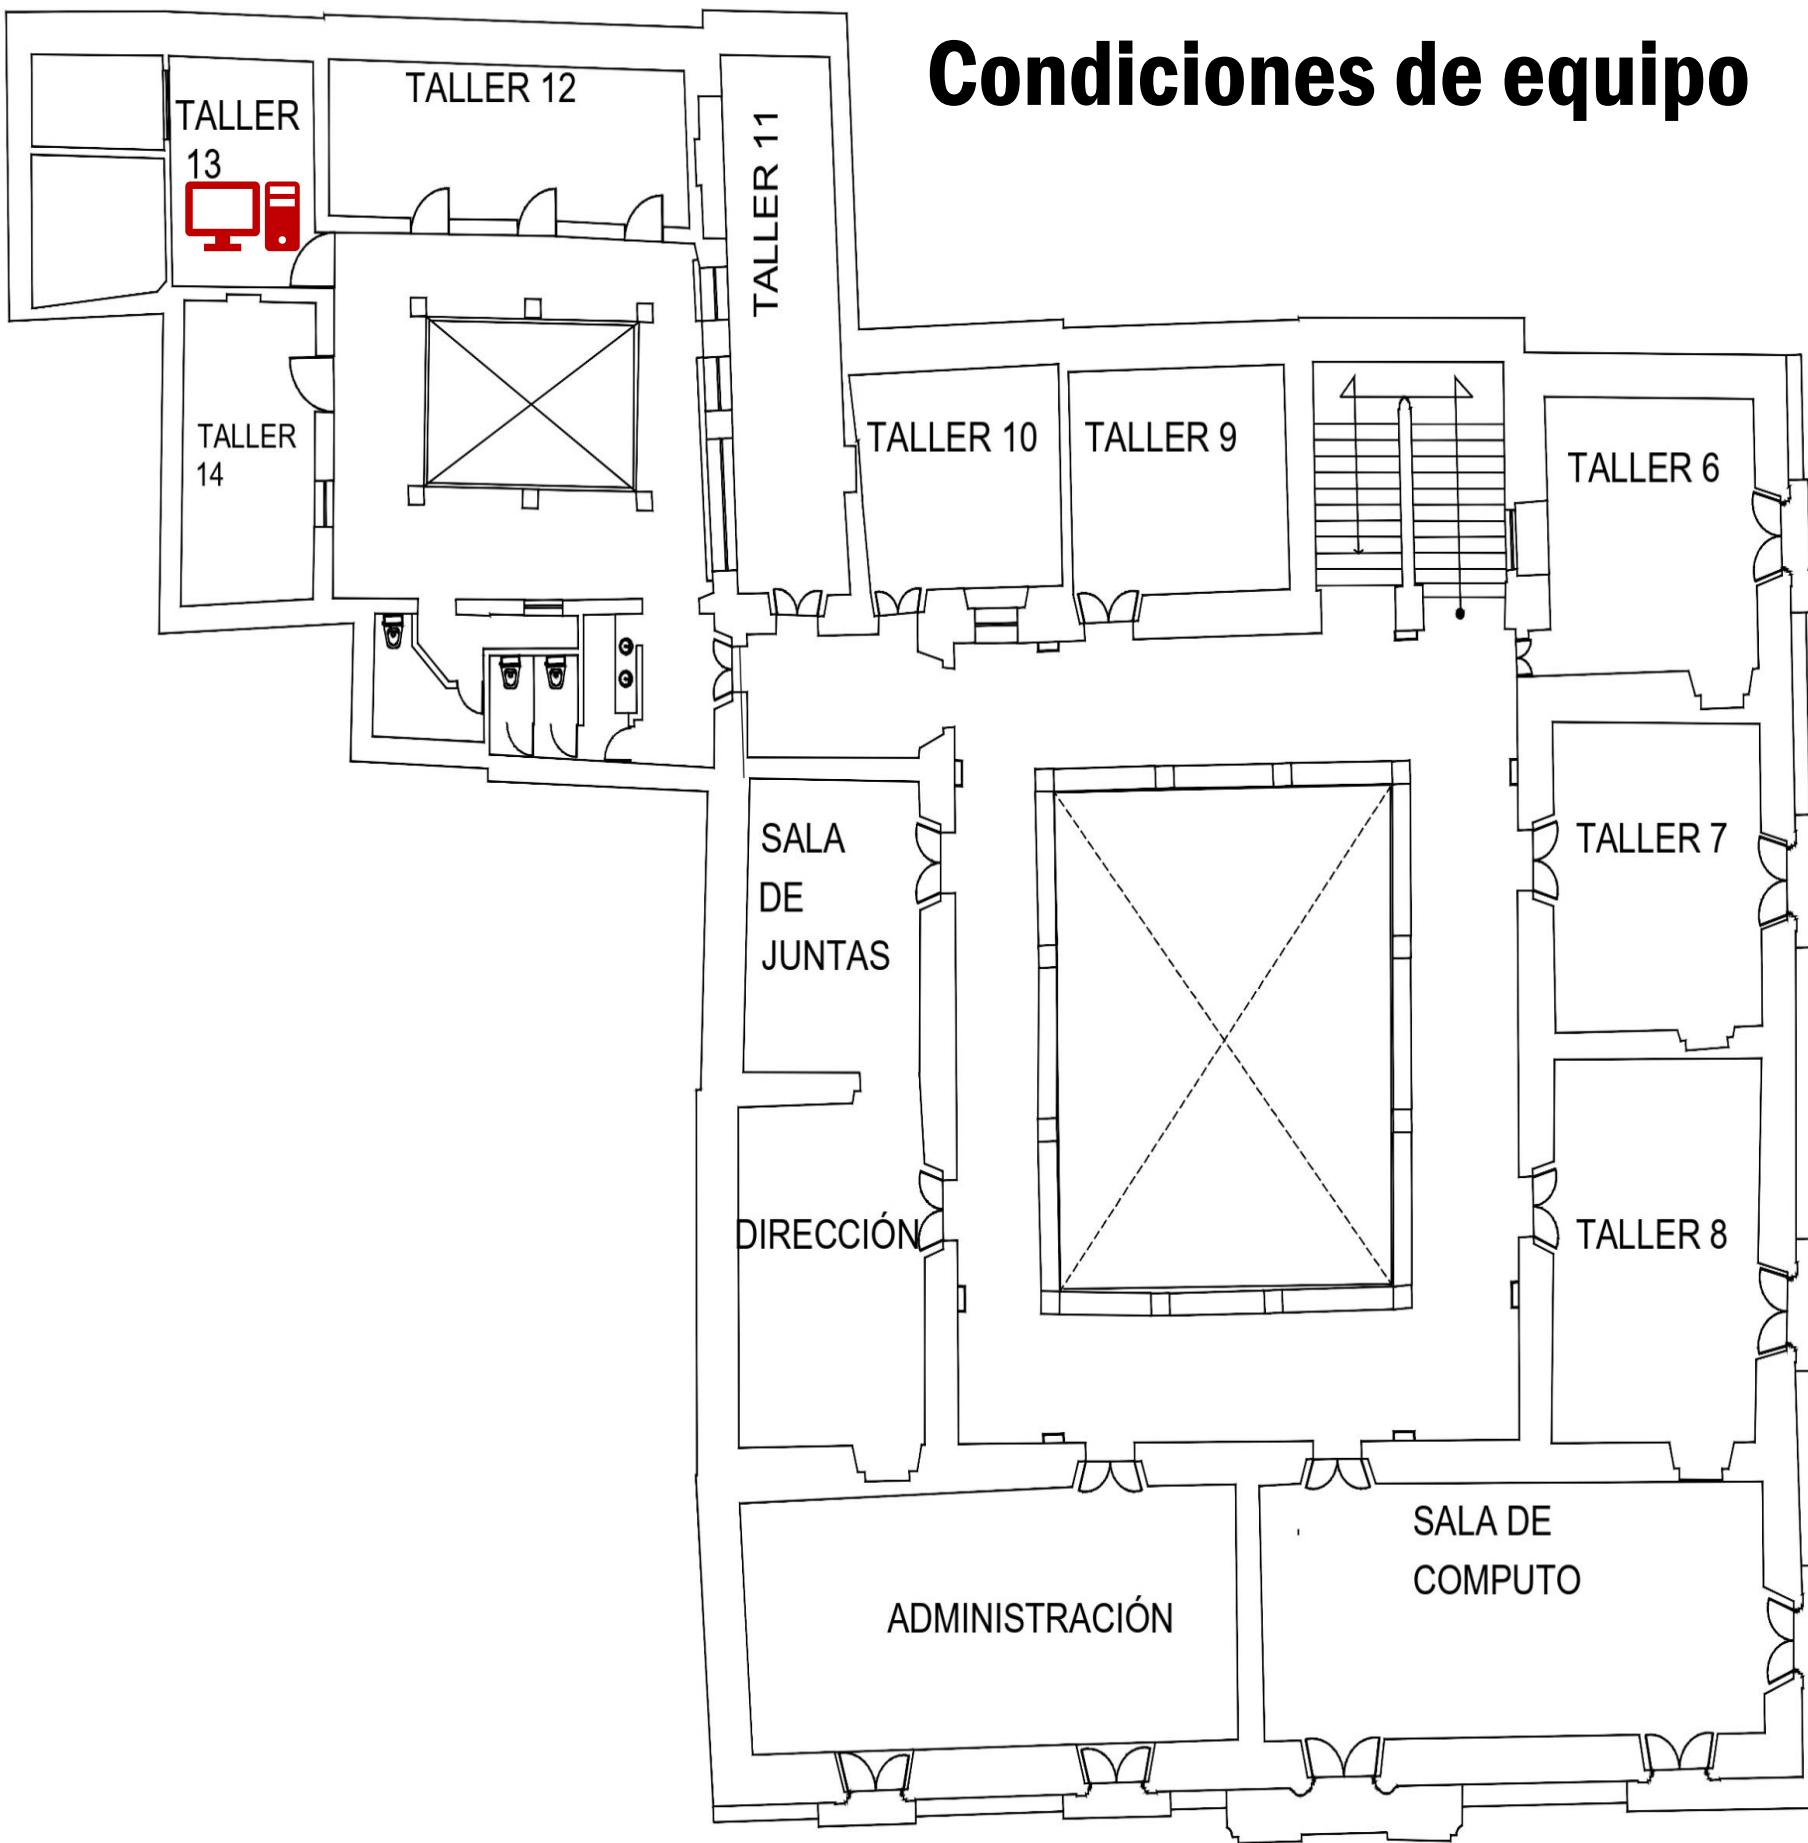 Condiciones de equipo
TALLER 12
TALLER
13
TALLER 11
TALLER
14
TALLER 10
TALLER 9
TALLER 6
SALA
DE
JUNTAS
TALLER 7
DIRECCIÓN
TALLER 8
SALA DE
COMPUTO
ADMINISTRACIÓN